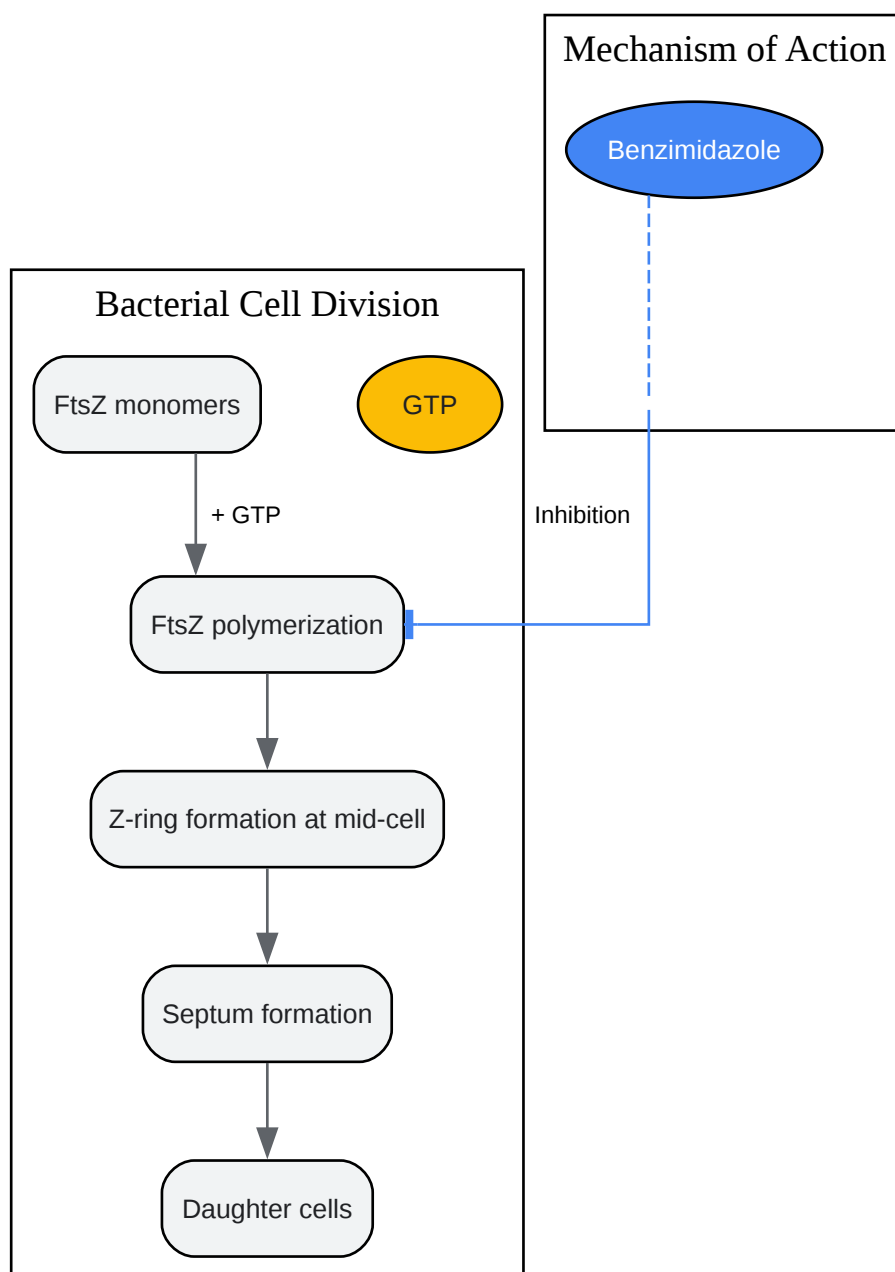 Mechanism of Action
Benzimidazole
Bacterial Cell Division
FtsZ monomers
GTP
+ GTP
Inhibition
FtsZ polymerization
Z-ring formation at mid-cell
Septum formation
Daughter cells